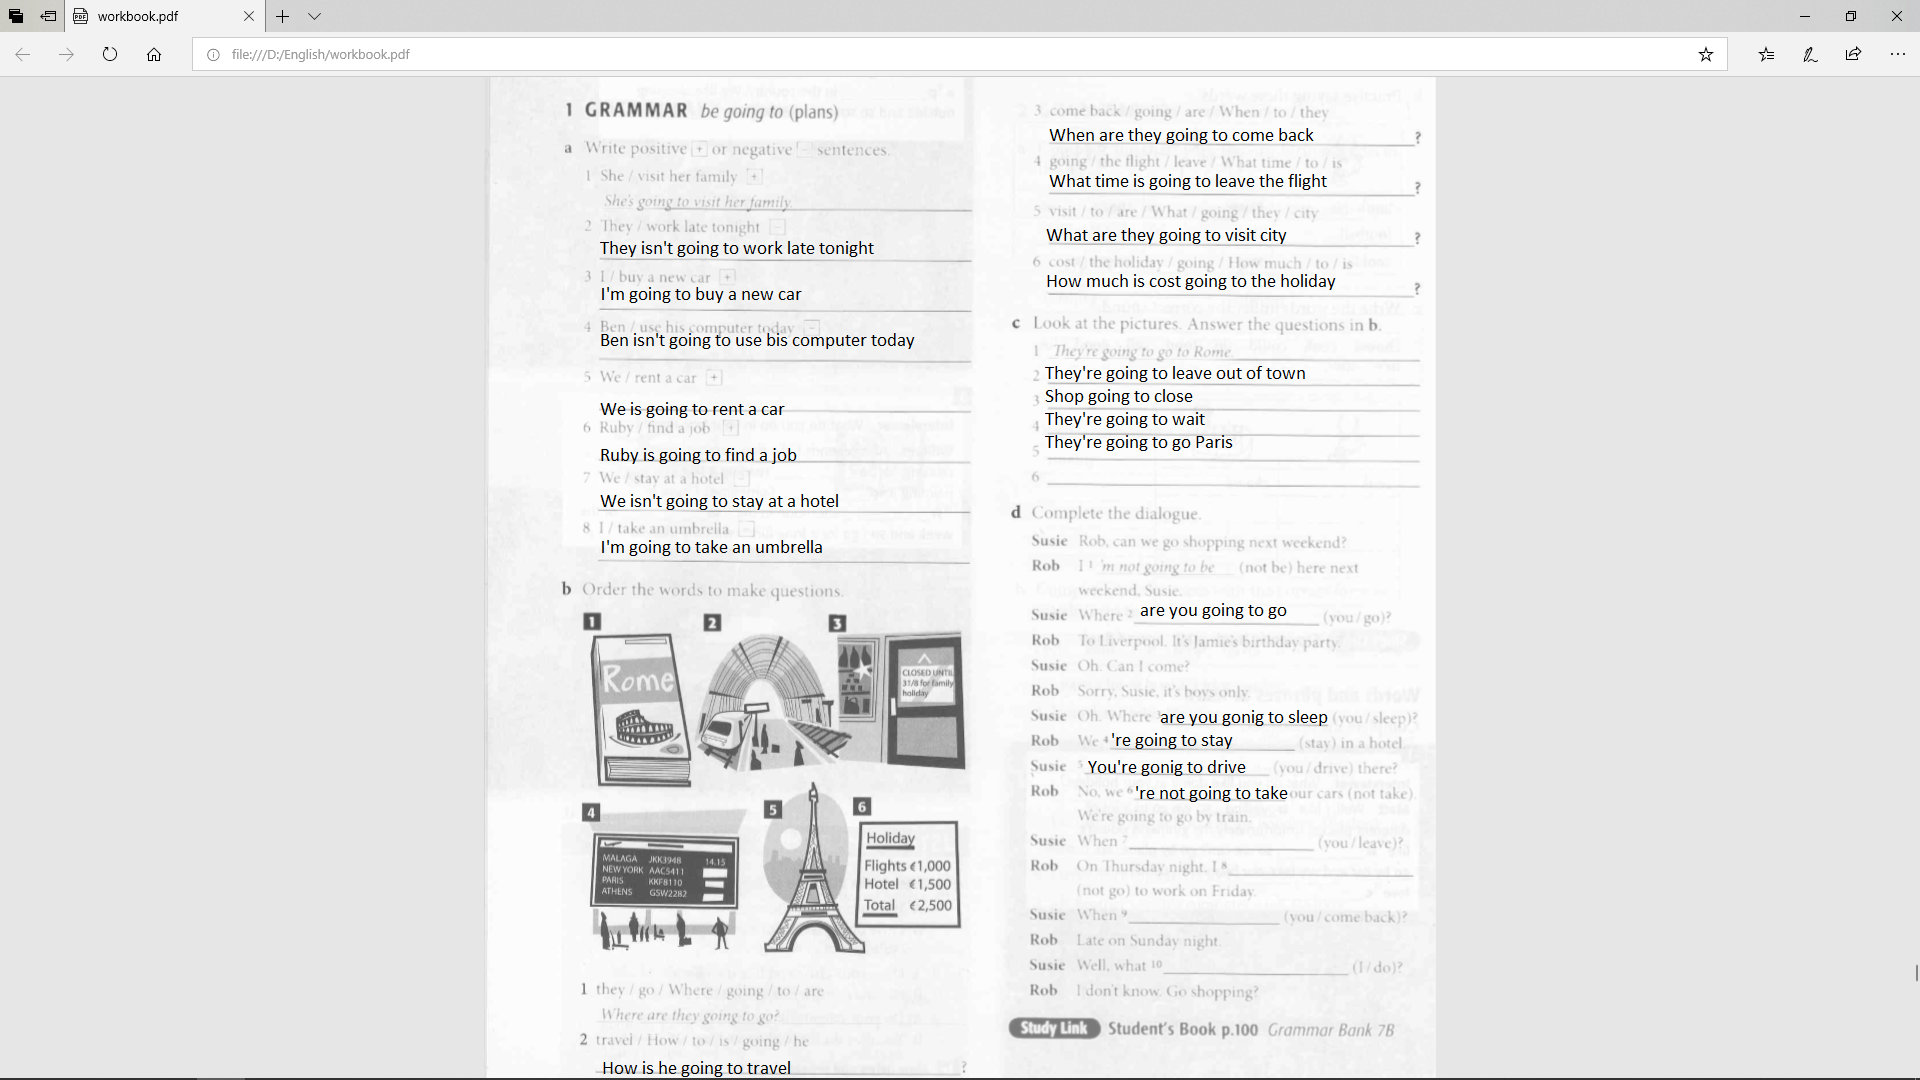 workbook.pdf
file:///D:/English/workbook.pdf
1 GRAMMAR be going to (plans)
a Write positive + or negative − sentences.
1 She / visit her family +
She's going to visit her family.
2 They / work late tonight −
They isn't going to work late tonight
3 I / buy a new car +
I'm going to buy a new car
4 Ben / use his computer today −
Ben isn't going to use bis computer today
5 We / rent a car +
We is going to rent a car
6 Ruby / find a job +
Ruby is going to find a job
7 We / stay at a hotel −
We isn't going to stay at a hotel
8 I / take an umbrella −
I'm going to take an umbrella
b Order the words to make questions.
1
2
3
Rome
CLOSED UNTIL
31/8 for family
holiday
4
5
6
MALAGA JKK3948 14.15
NEW YORK AAC5411
PARIS KKF8110
ATHENS GSW2282
Holiday
Flights €1,000
Hotel €1,500
Total €2,500
1 they / go / Where / going / to / are
Where are they going to go?
2 travel / How / to / is / going / he
How is he going to travel ?
3 come back / going / are / When / to / they
When are they going to come back ?
4 going / the flight / leave / What time / to / is
What time is going to leave the flight ?
5 visit / to / are / What / going / they / city
What are they going to visit city ?
6 cost / the holiday / going / How much / to / is
How much is cost going to the holiday ?
c Look at the pictures. Answer the questions in b.
1 They're going to go to Rome.
2 They're going to leave out of town
3 Shop going to close
4 They're going to wait
5 They're going to go Paris
6
d Complete the dialogue.
Susie Rob, can we go shopping next weekend?
Rob I 1 'm not going to be (not be) here next
weekend, Susie.
Susie Where 2 are you going to go (you / go)?
Rob To Liverpool. It's Jamie's birthday party.
Susie Oh. Can I come?
Rob Sorry, Susie, it's boys only.
Susie Oh. Where 3 are you gonig to sleep (you / sleep)?
Rob We 4 're going to stay (stay) in a hotel.
Susie 5 You're gonig to drive (you / drive) there?
Rob No, we 6 're not going to take our cars (not take).
We're going to go by train.
Susie When 7 (you / leave)?
Rob On Thursday night. I 8
(not go) to work on Friday.
Susie When 9 (you / come back)?
Rob Late on Sunday night.
Susie Well, what 10 (I / do)?
Rob I don't know. Go shopping?
Study Link Student's Book p.100 Grammar Bank 7B